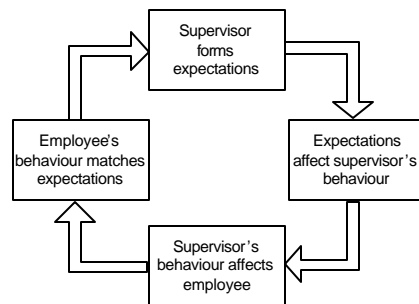 Supervisor
forms
expectations
Expectations
affect supervisor's
behaviour
Supervisor's
behaviour affects
employee
Employee's
behaviour matches
expectations